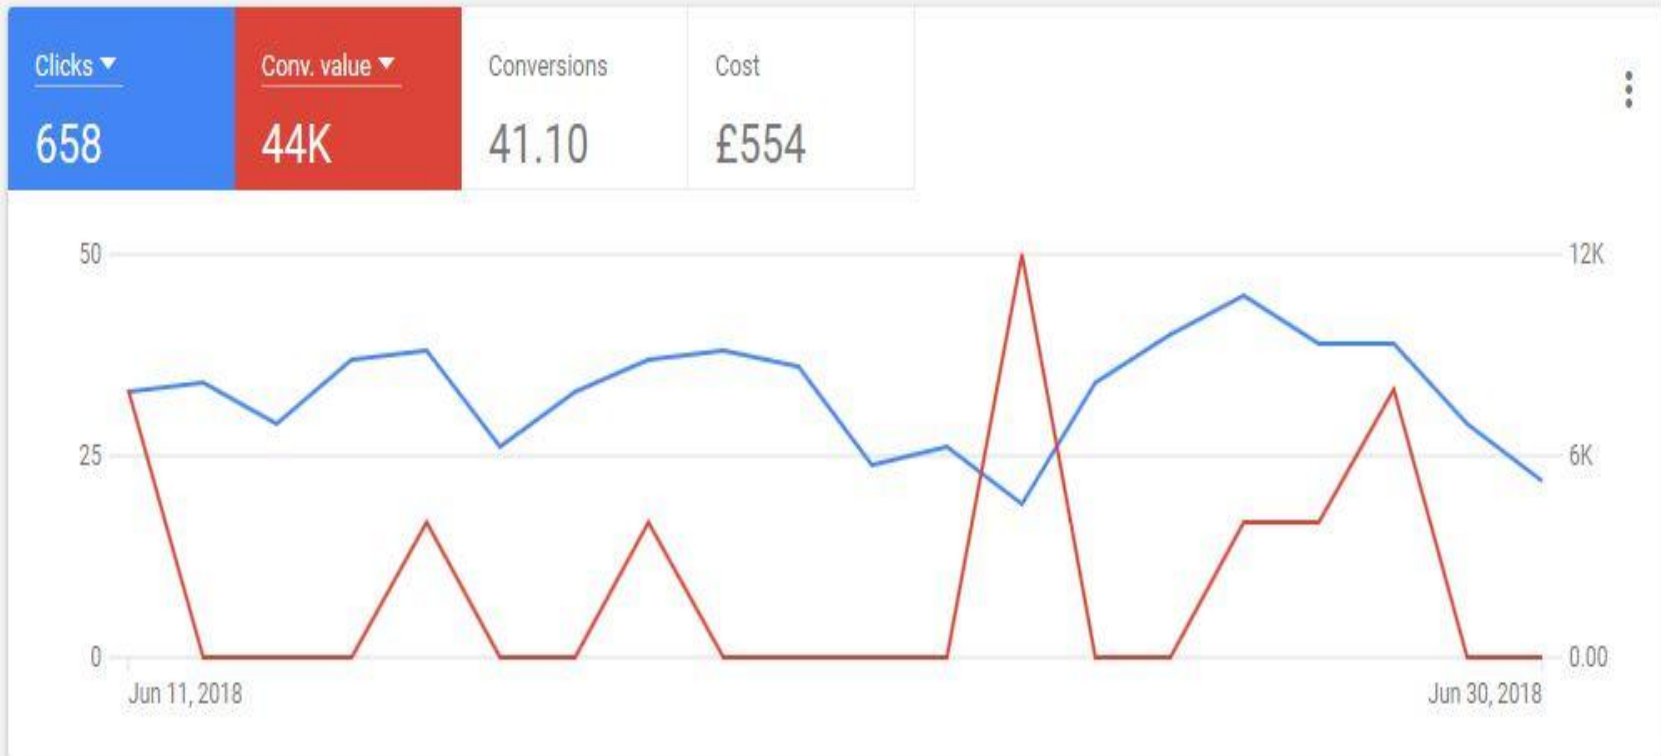 Clicks Conv. value Conversions Cost
658 44K 41.10 £554
50 12K
25 6K
0 0.00
Jun 11, 2018 Jun 30, 2018